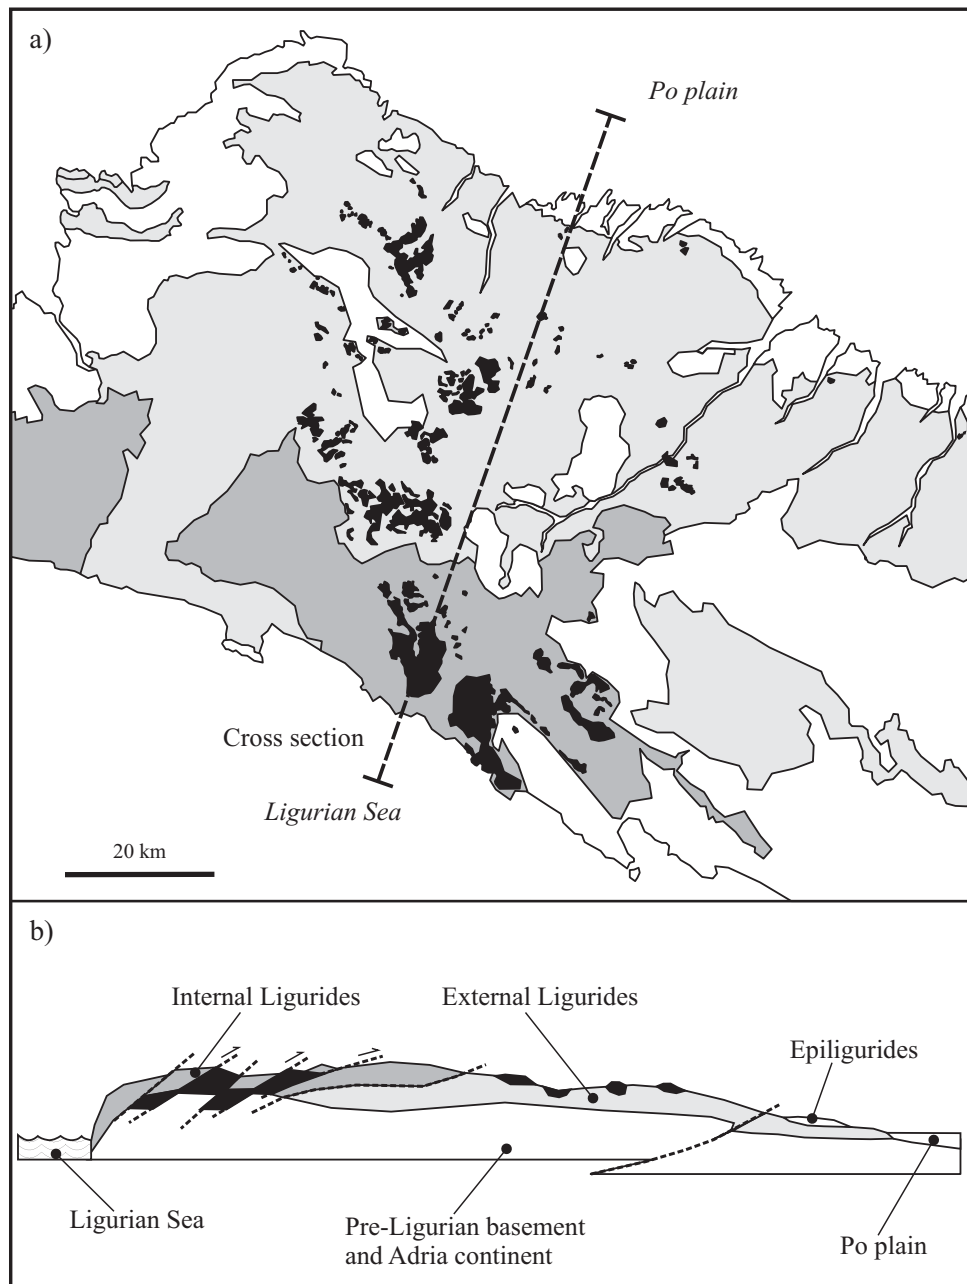 a)
Po plain
Cross section
Ligurian Sea
20 km
b)
Internal Ligurides
External Ligurides
Epiligurides
Ligurian Sea
Pre-Ligurian basement
and Adria continent
Po plain